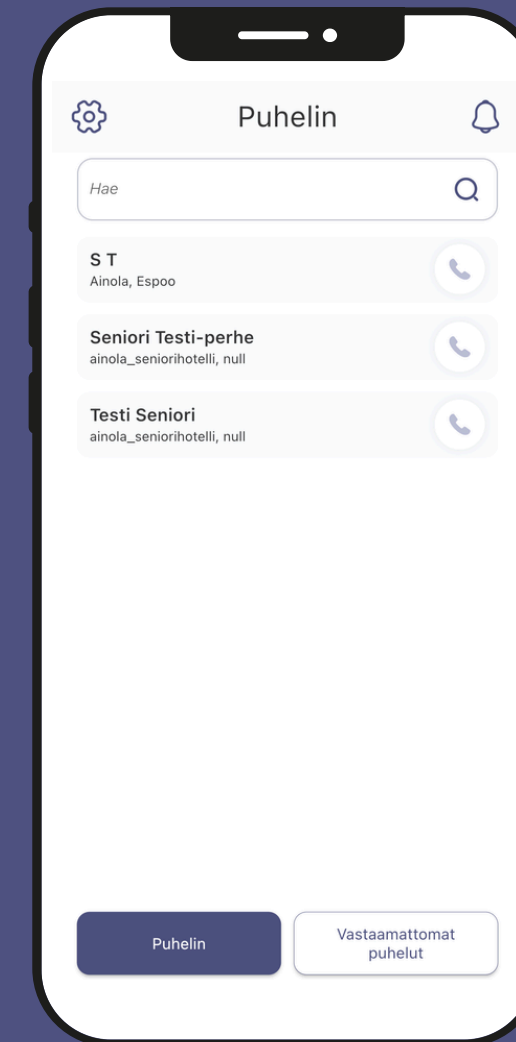 Puhelin
Hae
S T
Ainola, Espoo
Seniori Testi-perhe
ainola_seniorihotelli, null
Testi Seniori
ainola_seniorihotelli, null
Puhelin
Vastaamattomat
puhelut